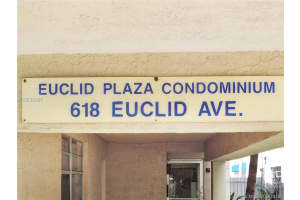 EUCLID PLAZA CONDOMINIUM
618 EUCLID AVE.